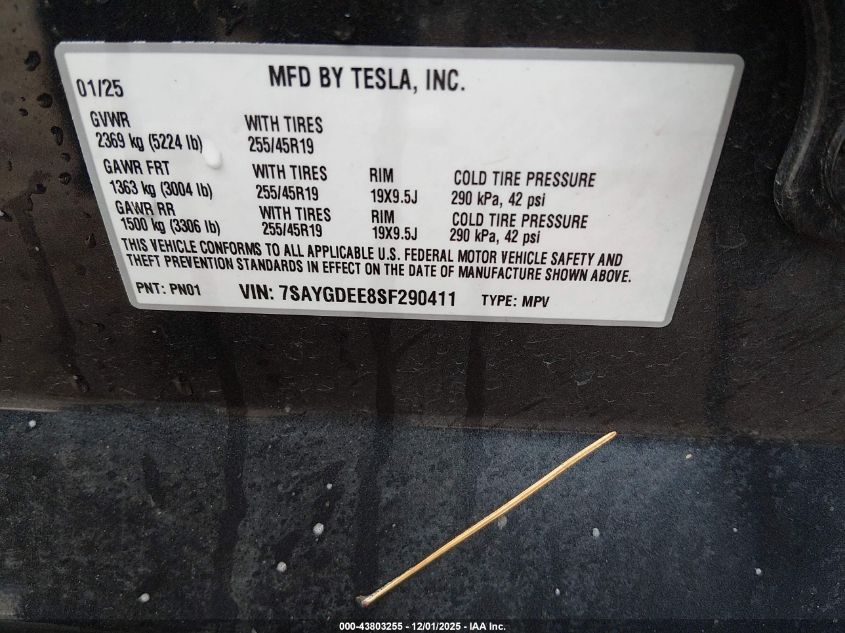 01/25 MFD BY TESLA, INC.
GVWR
2369 kg (5224 lb) WITH TIRES
255/45R19
GAWR FRT
1363 kg (3004 lb) WITH TIRES
255/45R19 RIM
19X9.5J COLD TIRE PRESSURE
290 kPa, 42 psi
GAWR RR
1500 kg (3306 lb) WITH TIRES
255/45R19 RIM
19X9.5J COLD TIRE PRESSURE
290 kPa, 42 psi
THIS VEHICLE CONFORMS TO ALL APPLICABLE U.S. FEDERAL MOTOR VEHICLE SAFETY AND
THEFT PREVENTION STANDARDS IN EFFECT ON THE DATE OF MANUFACTURE SHOWN ABOVE.
PNT: PN01 VIN: 7SAYGDEE8SF290411 TYPE: MPV
000-43803255 - 12/01/2025 - IAA Inc.